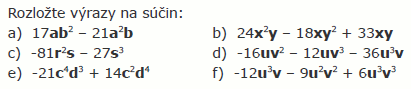 Rozložte výrazy na súčin:
a) 17ab² – 21a²b b) 24x²y – 18xy² + 33xy
c) -81r²s – 27s³ d) -16uv² – 12uv³ – 36u³v
e) -21c⁴d³ + 14c²d⁴ f) -12u³v – 9u²v² + 6u³v³